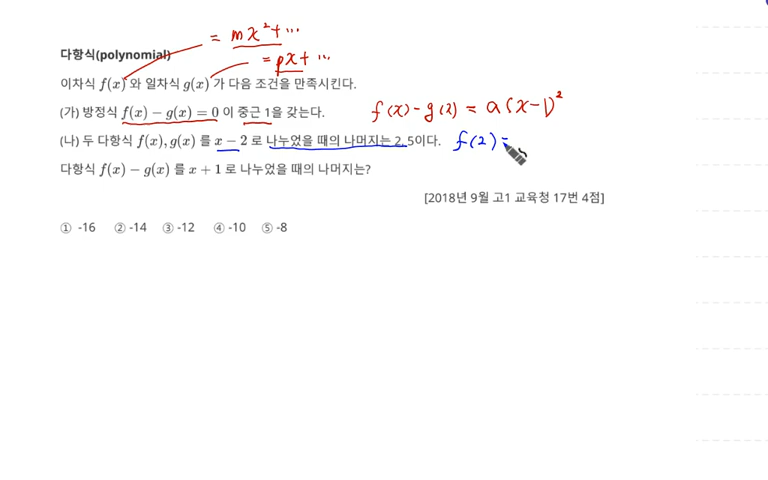 = mx²+ ⋯
다항식(polynomial)
= px+ ⋯
이차식 f(x) 와 일차식 g(x) 가 다음 조건을 만족시킨다.
(가) 방정식 f(x) − g(x) = 0 이 중근 1을 갖는다. f(x) - g(2) = a(x-1)²
(나) 두 다항식 f(x), g(x) 를 x − 2 로 나누었을 때의 나머지는 2, 5이다. f(2) =
다항식 f(x) − g(x) 를 x + 1 로 나누었을 때의 나머지는?
[2018년 9월 고1 교육청 17번 4점]
① -16 ② -14 ③ -12 ④ -10 ⑤ -8